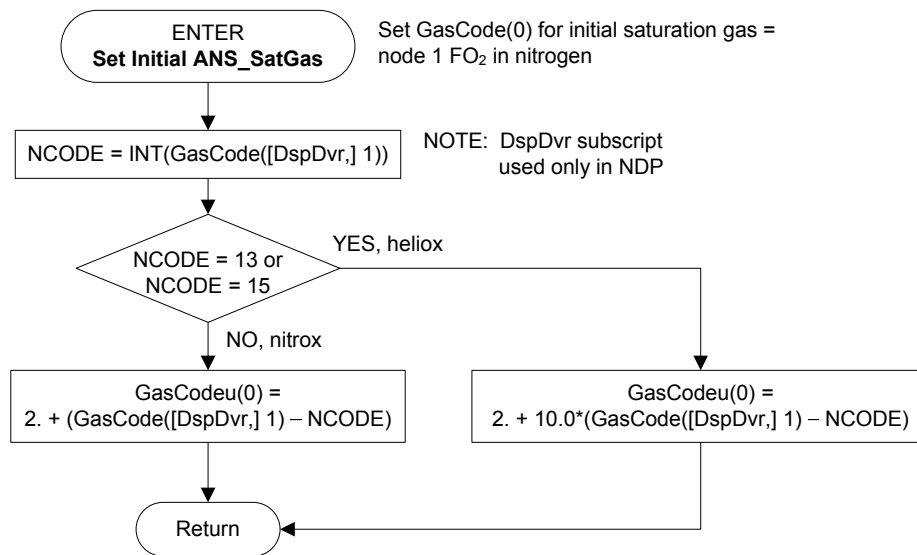 ENTER
Set Initial ANS_SatGas
Set GasCode(0) for initial saturation gas =
node 1 FO₂ in nitrogen
NCODE = INT(GasCode([DspDvr,] 1))
NOTE: DspDvr subscript
used only in NDP
NCODE = 13 or
NCODE = 15
YES, heliox
NO, nitrox
GasCodeu(0) =
2. + (GasCode([DspDvr,] 1) – NCODE)
GasCodeu(0) =
2. + 10.0*(GasCode([DspDvr,] 1) – NCODE)
Return